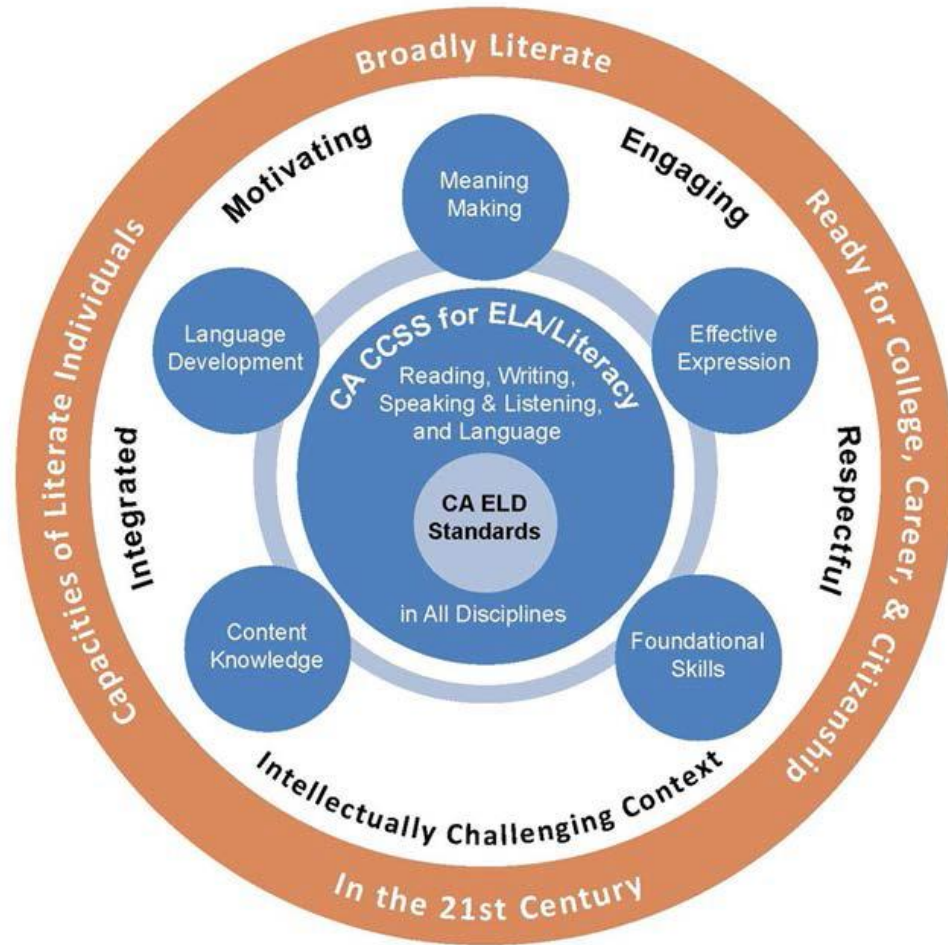 Broadly Literate
Ready for College, Career, & Citizenship
In the 21st Century
Capacities of Literate Individuals
Motivating
Engaging
Respectful
Intellectually Challenging Context
Integrated
Meaning
Making
Effective
Expression
Foundational
Skills
Content
Knowledge
Language
Development
CA CCSS for ELA/Literacy
Reading, Writing,
Speaking & Listening,
and Language
CA ELD
Standards
in All Disciplines